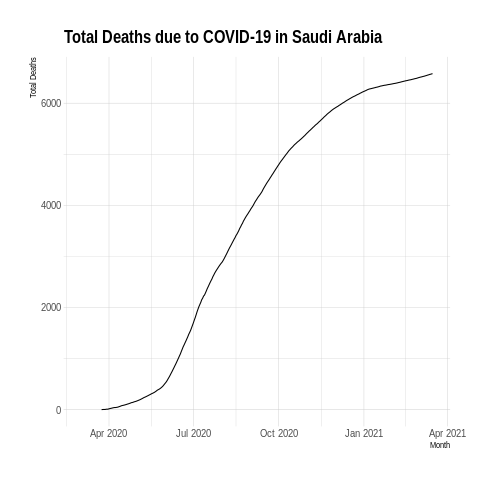 Total Deaths due to COVID-19 in Saudi Arabia
Total Deaths
6000
4000
2000
0
Apr 2020 Jul 2020 Oct 2020 Jan 2021 Apr 2021
Month